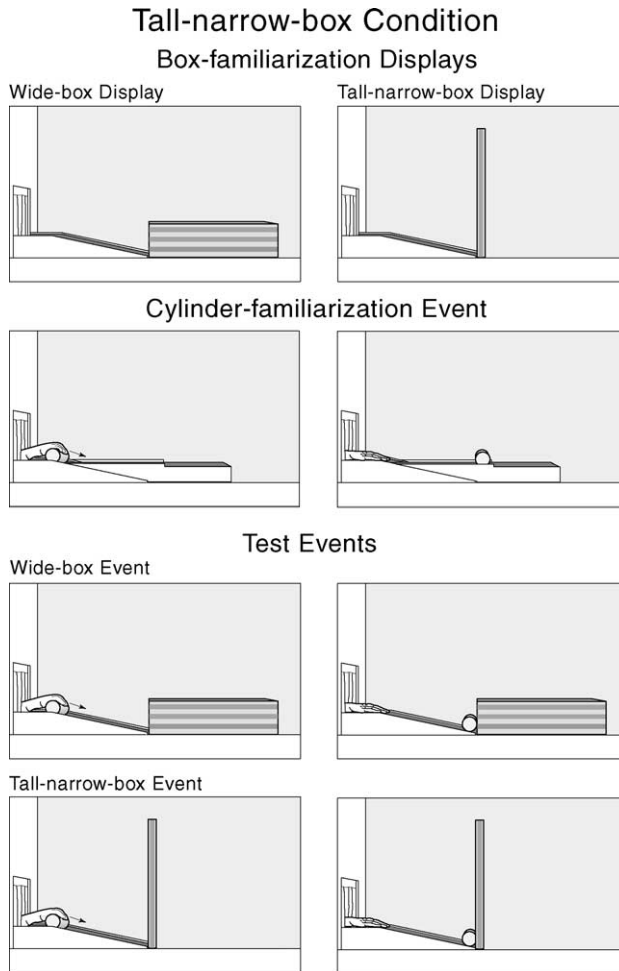 Tall-narrow-box Condition
Box-familiarization Displays
Wide-box Display
Tall-narrow-box Display
Cylinder-familiarization Event
Test Events
Wide-box Event
Tall-narrow-box Event